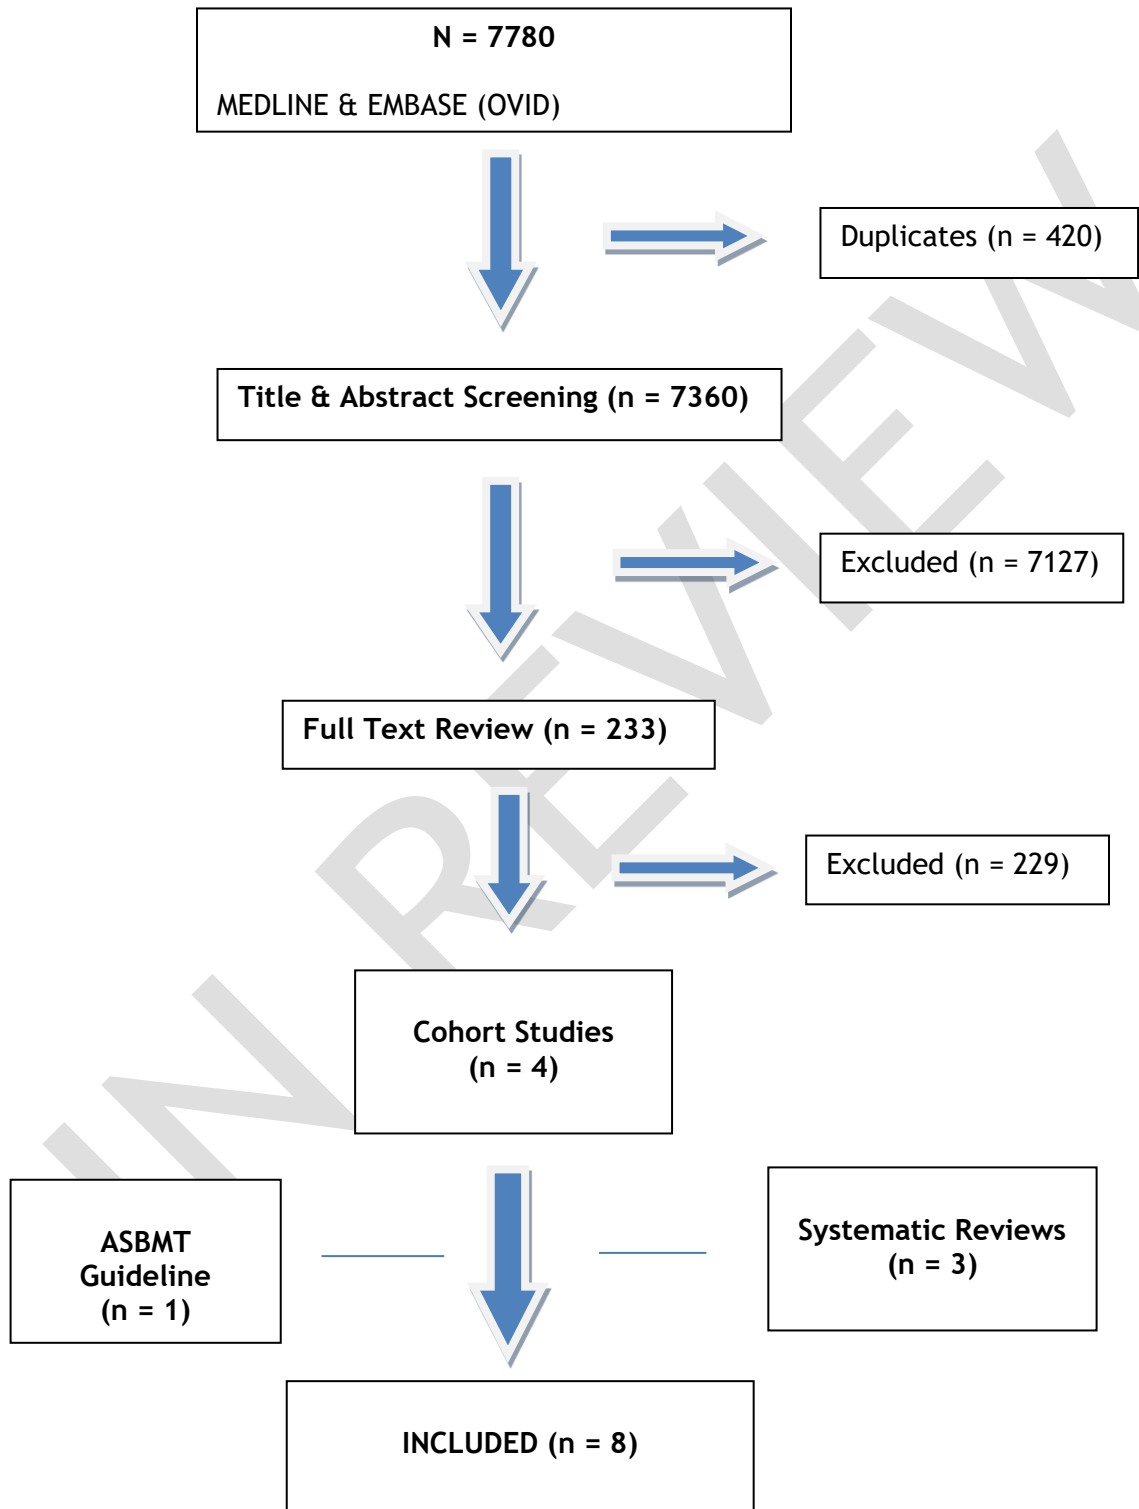 N = 7780
MEDLINE & EMBASE (OVID)
Duplicates (n = 420)
Title & Abstract Screening (n = 7360)
Excluded (n = 7127)
Full Text Review (n = 233)
Excluded (n = 229)
Cohort Studies
(n = 4)
ASBMT
Guideline
(n = 1)
Systematic Reviews
(n = 3)
INCLUDED (n = 8)
IN REVIEW